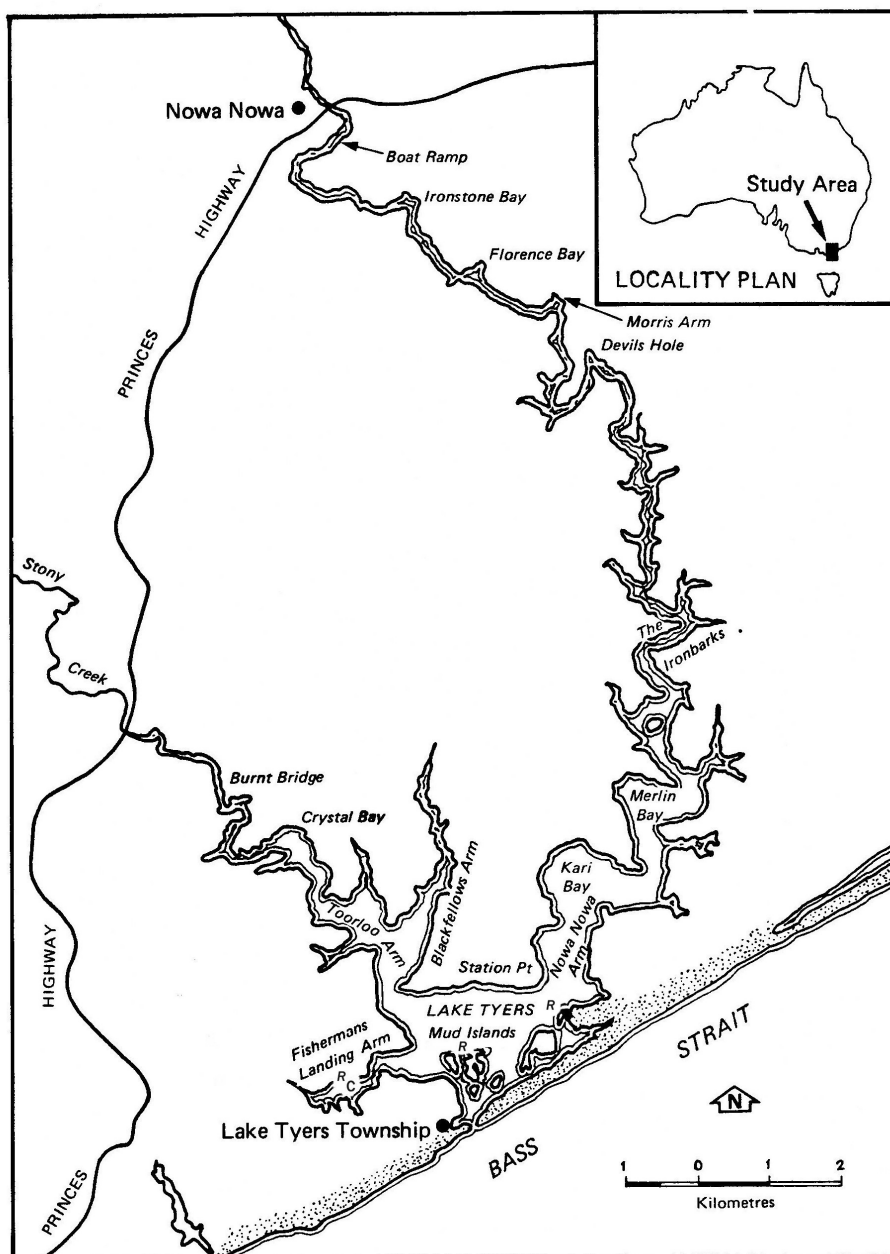 Nowa Nowa
Boat Ramp
Ironstone Bay
Florence Bay
Morris Arm
Devils Hole
Study Area
LOCALITY PLAN
HIGHWAY
PRINCES
Stony
Creek
The
Ironbarks
Burnt Bridge
Crystal Bay
Merlin
Bay
Kari
Bay
Toorloo Arm
Blackfellows Arm
Nowa Nowa
Arm
Station Pt
LAKE TYERS
R
Mud Islands
R
Fishermans
Landing Arm
R
C
HIGHWAY
PRINCES
Lake Tyers Township
STRAIT
BASS
N
1 0 1 2
Kilometres